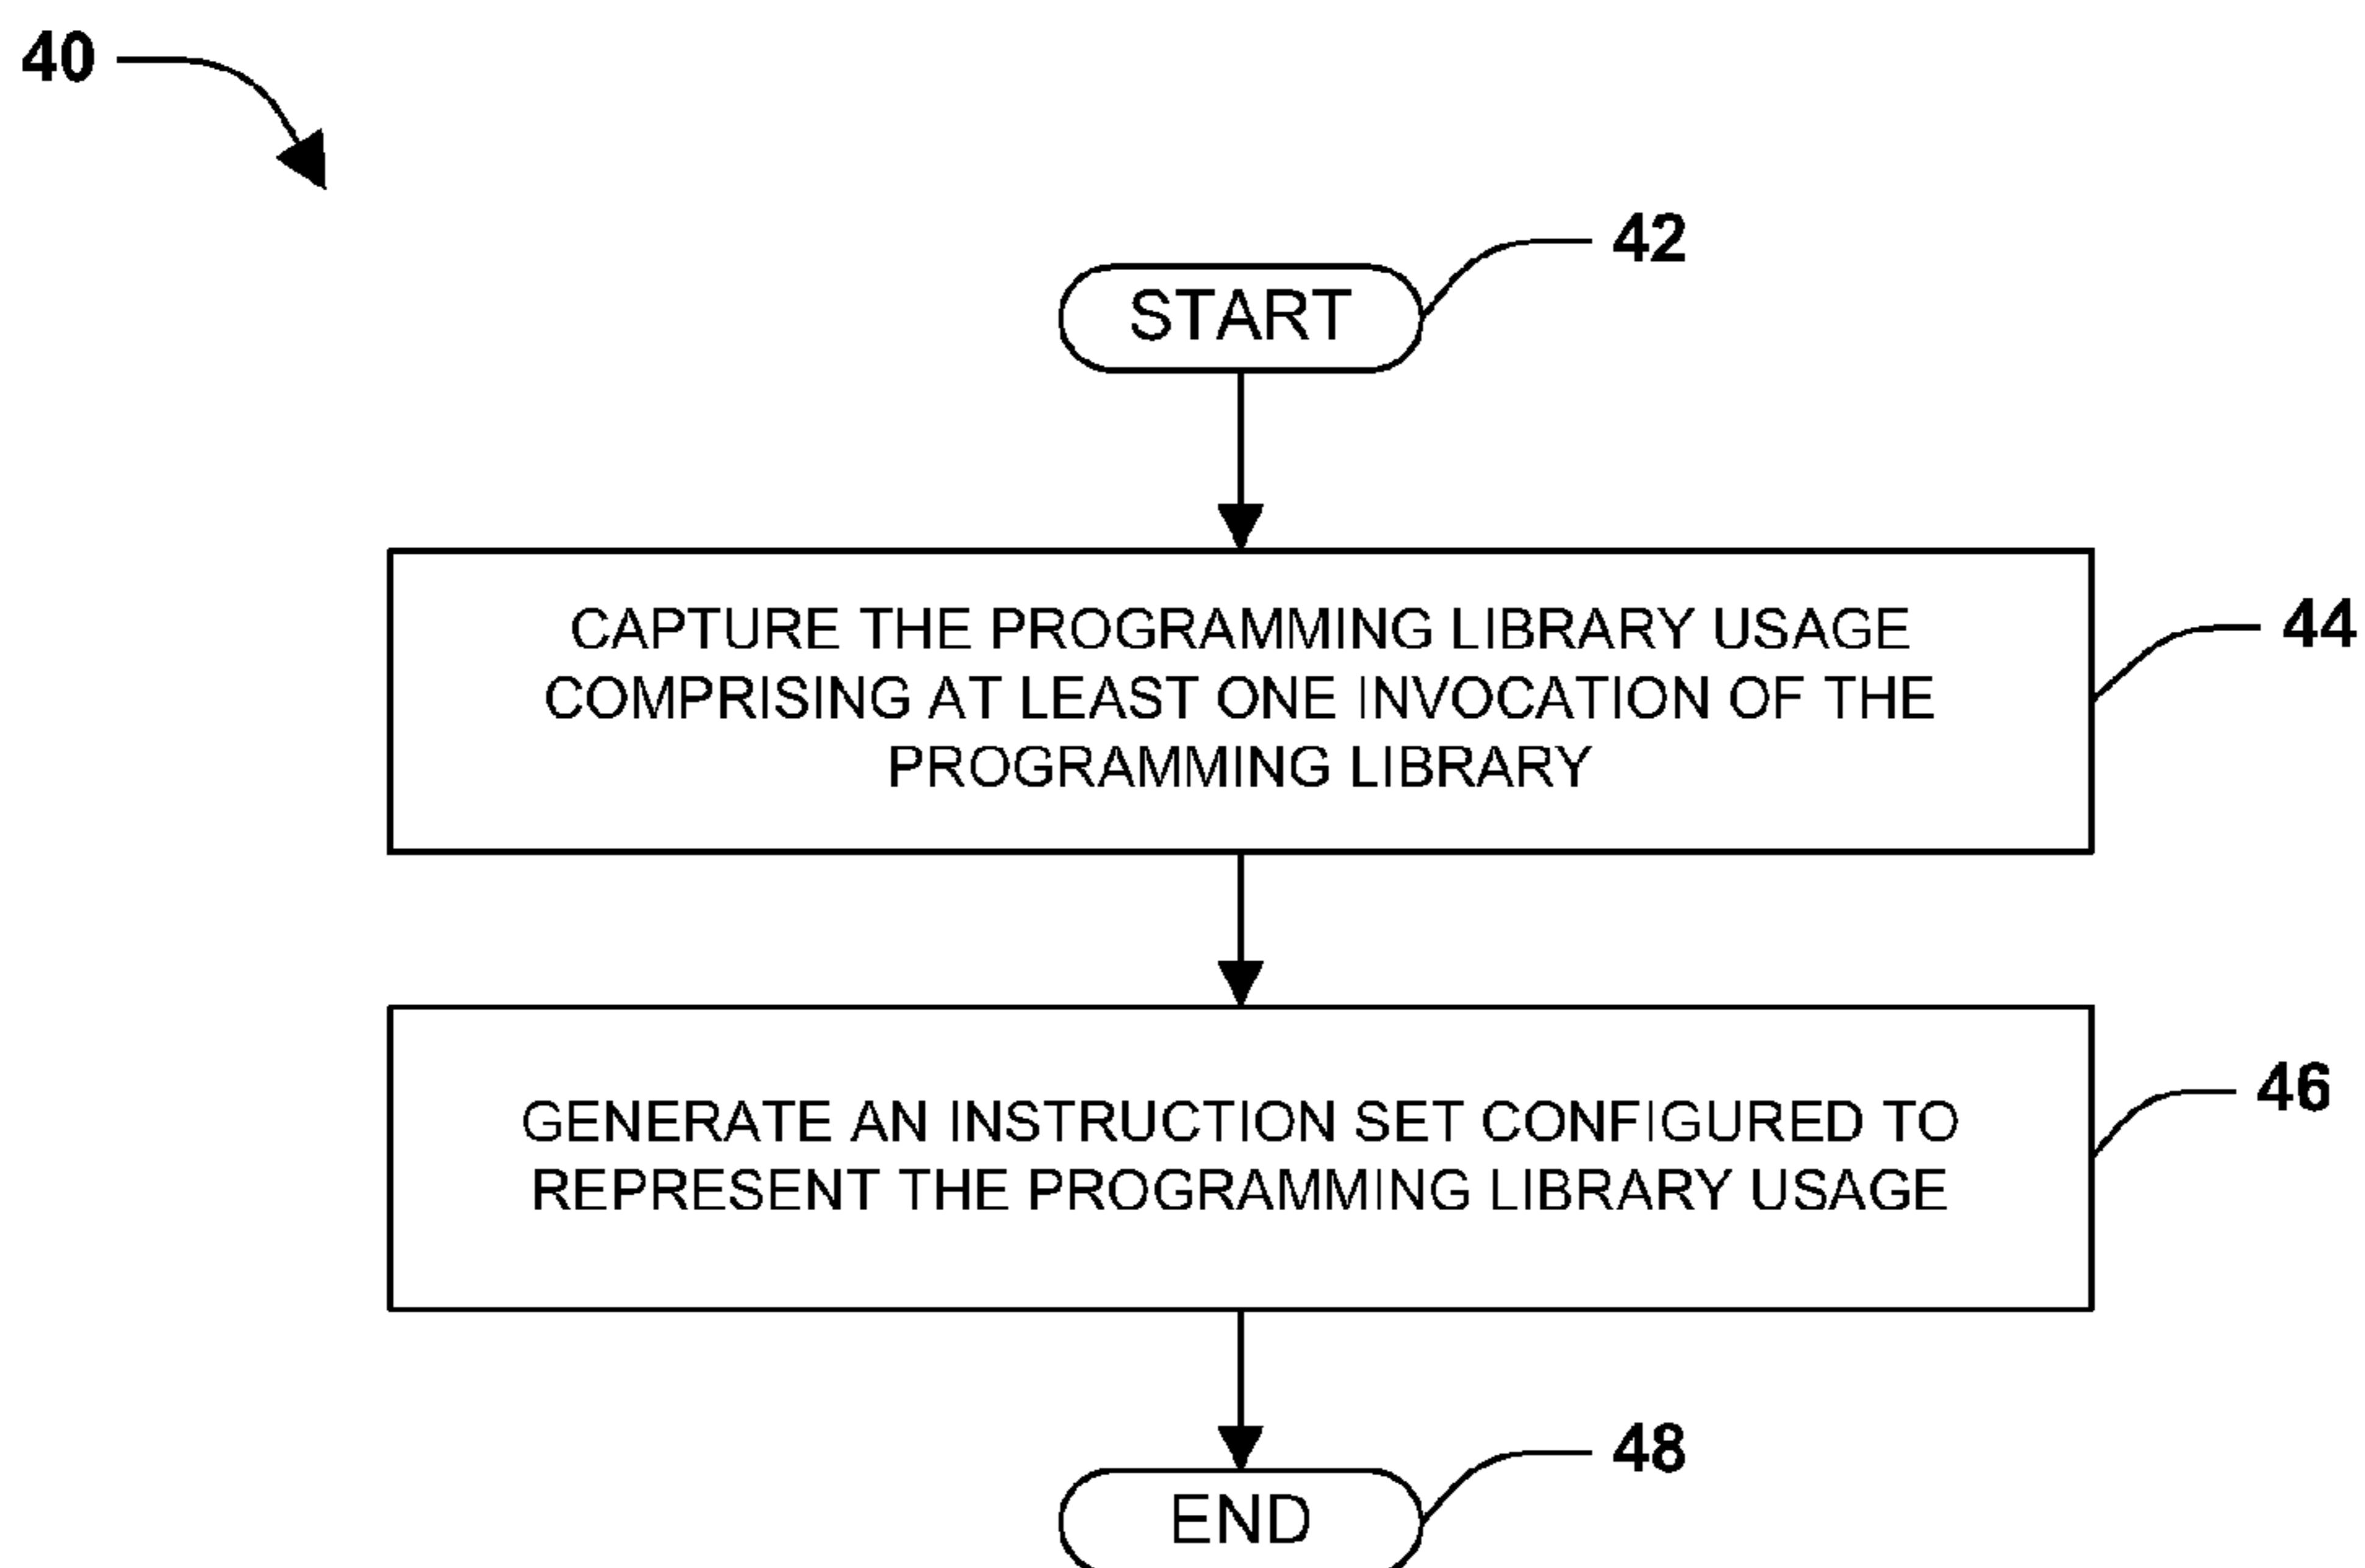 40
42
START
44
CAPTURE THE PROGRAMMING LIBRARY USAGE
COMPRISING AT LEAST ONE INVOCATION OF THE
PROGRAMMING LIBRARY
46
GENERATE AN INSTRUCTION SET CONFIGURED TO
REPRESENT THE PROGRAMMING LIBRARY USAGE
48
END